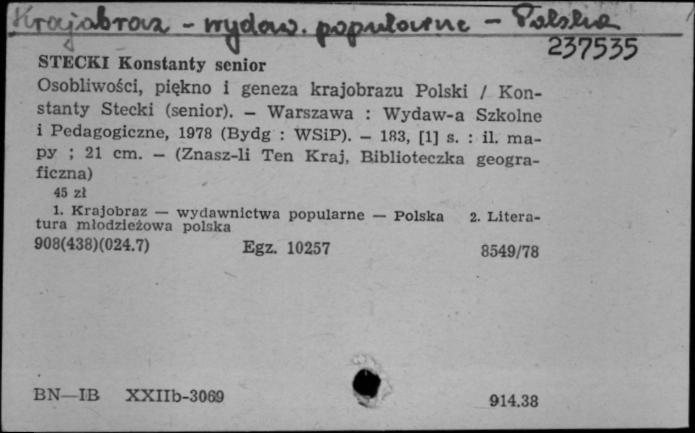 Krajobraz - wydaw. popularne - Polska
237535
STECKI Konstanty senior
Osobliwości, piękno i geneza krajobrazu Polski / Kon-
stanty Stecki (senior). — Warszawa : Wydaw-a Szkolne
i Pedagogiczne, 1978 (Bydg : WSiP). — 183, [1] s. : il. ma-
py ; 21 cm. — (Znasz-li Ten Kraj, Biblioteczka geogra-
ficzna)
45 zł
1. Krajobraz — wydawnictwa popularne — Polska 2. Litera-
tura młodzieżowa polska
908(438)(024.7) Egz. 10257 8549/78
BN—IB XXIIb-3069 914.38